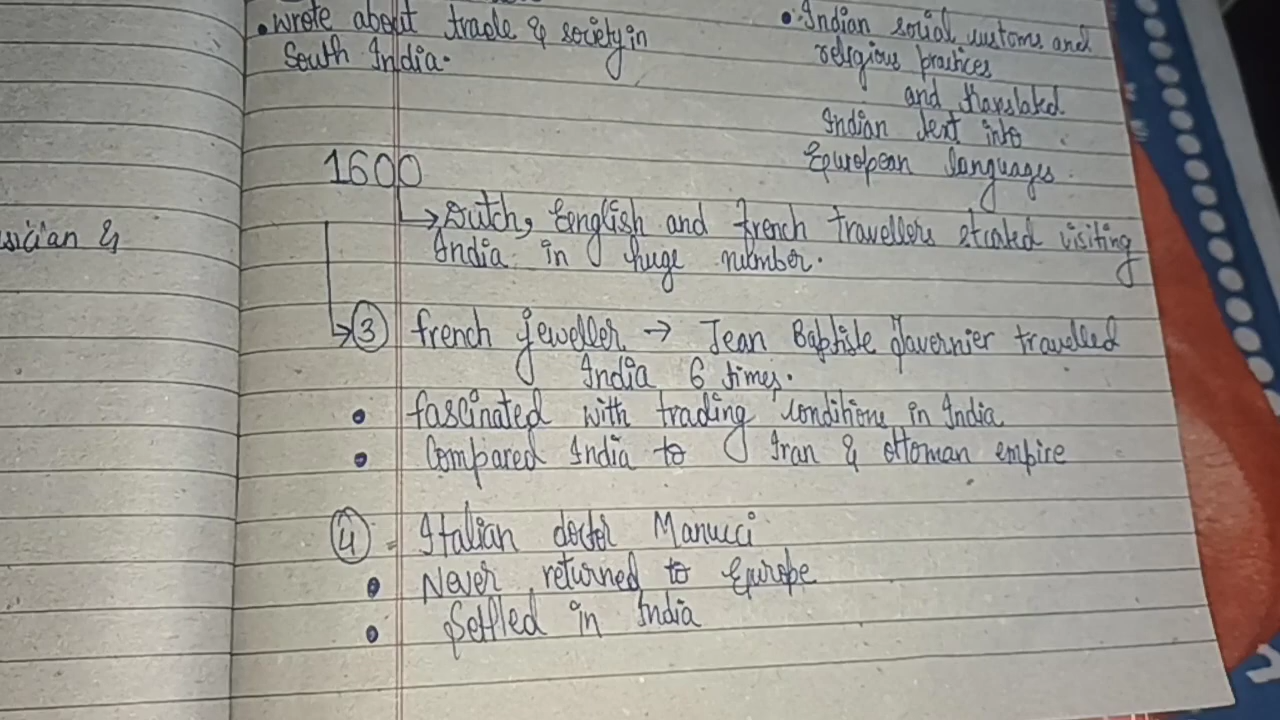 • wrote about trade & society in
South India.
• Indian social customs and
religious practices
and translated
Indian text into
European languages.
1600
→ Dutch, English and french travellers started visiting
India in huge number.
→ ③ french jeweller → Jean Baptiste Tavernier travelled
India 6 times.
• fascinated with trading conditions in India
• Compared India to Iran & ottoman empire
④ - Italian doctor Manucci
• Never returned to Europe
• Settled in India
sician &